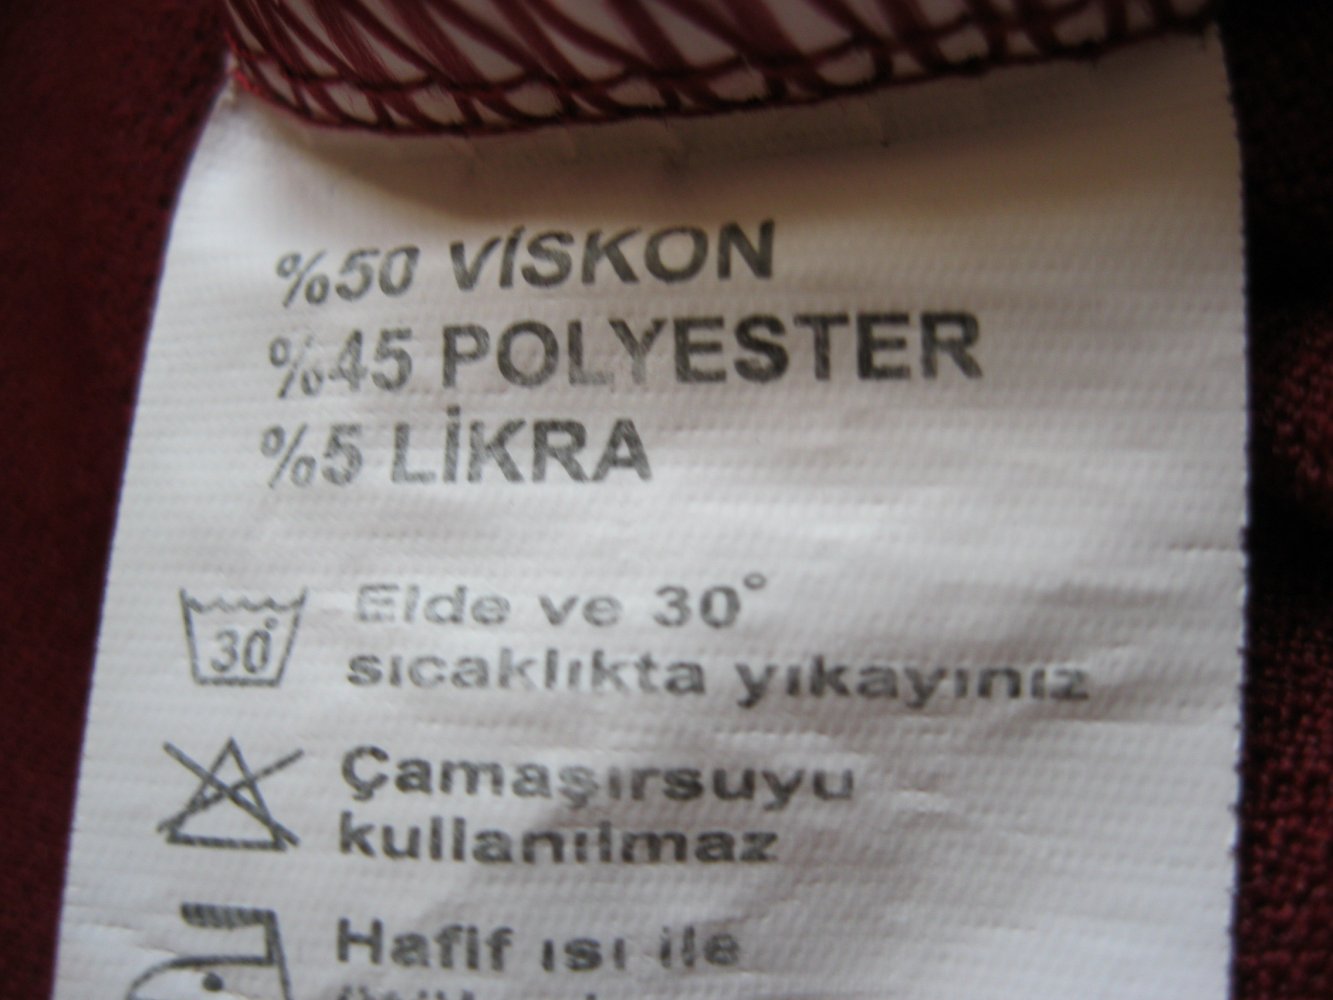 %50 VİSKON
%45 POLYESTER
%5 LİKRA
30° Elde ve 30°
sıcaklıkta yıkayınız
Çamaşırsuyu
kullanılmaz
Hafif ısı ile